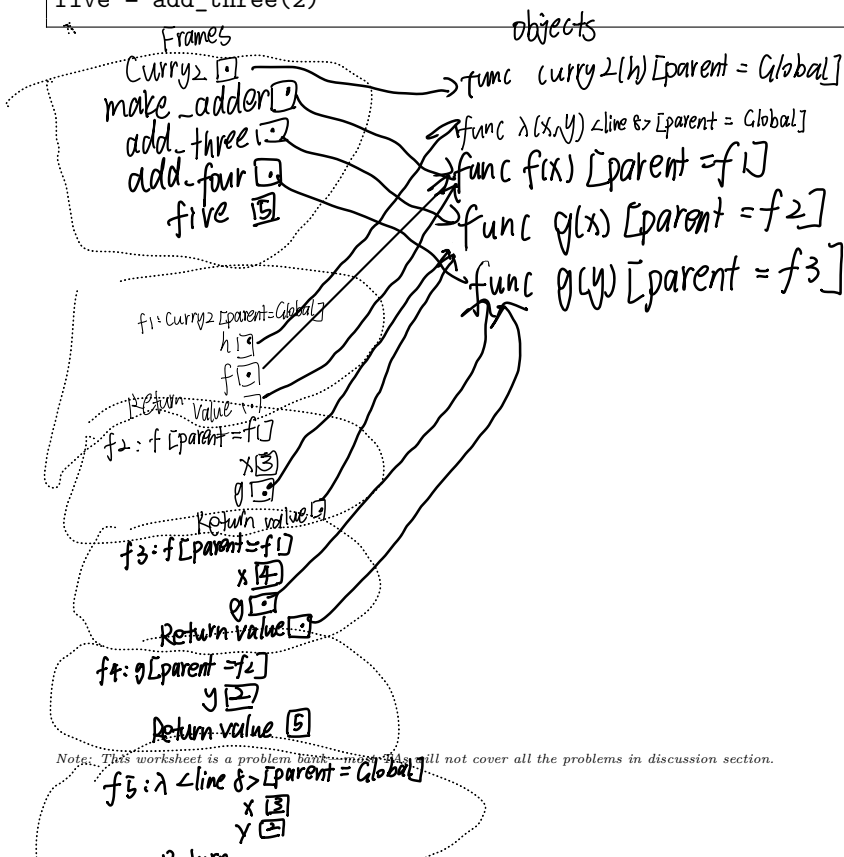 five = add_three(2)
Frames
objects
Curry2
func curry2(h) [parent = Global]
make_adder
func λ(x,y) <line 8> [parent = Global]
add_three
func f(x) [parent = f1]
add_four
func g(x) [parent = f2]
five 5
func g(y) [parent = f3]
f1: Curry2 [parent=Global]
h
f
Return value
f2: f [parent = f1]
x 3
g
Return value
f3: f [parent = f1]
x 4
g
Return value
f4: g [parent = f2]
y 2
Return value 5
Note: This worksheet is a problem bank—most TAs will not cover all the problems in discussion section.
f5: λ <line 8> [parent = Global]
x 3
y 2
Return